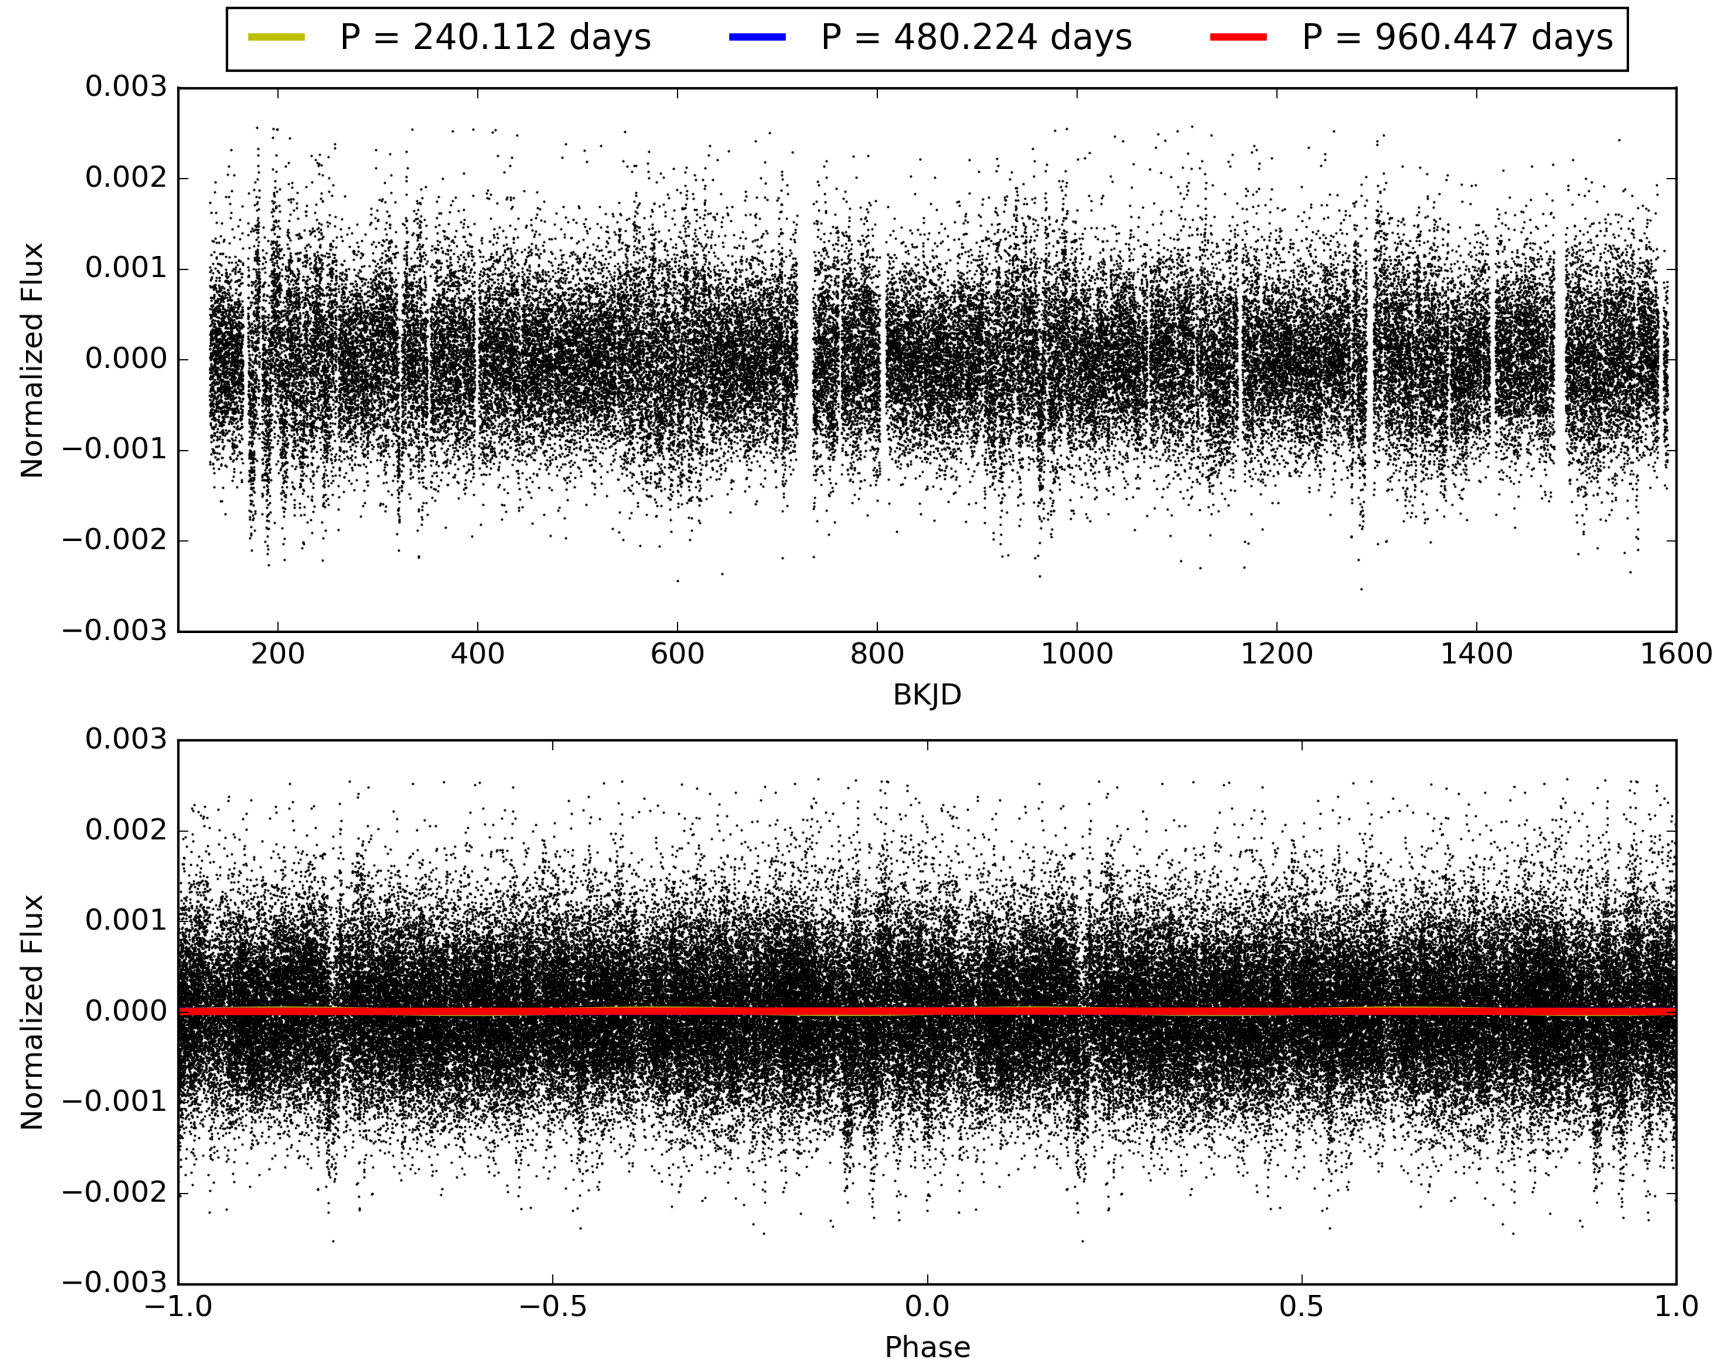 P = 240.112 days P = 480.224 days P = 960.447 days
0.003
0.002
0.001
0.000
−0.001
−0.002
−0.003
Normalized Flux
200 400 600 800 1000 1200 1400 1600
BKJD
0.003
0.002
0.001
0.000
−0.001
−0.002
−0.003
Normalized Flux
−1.0 −0.5 0.0 0.5 1.0
Phase